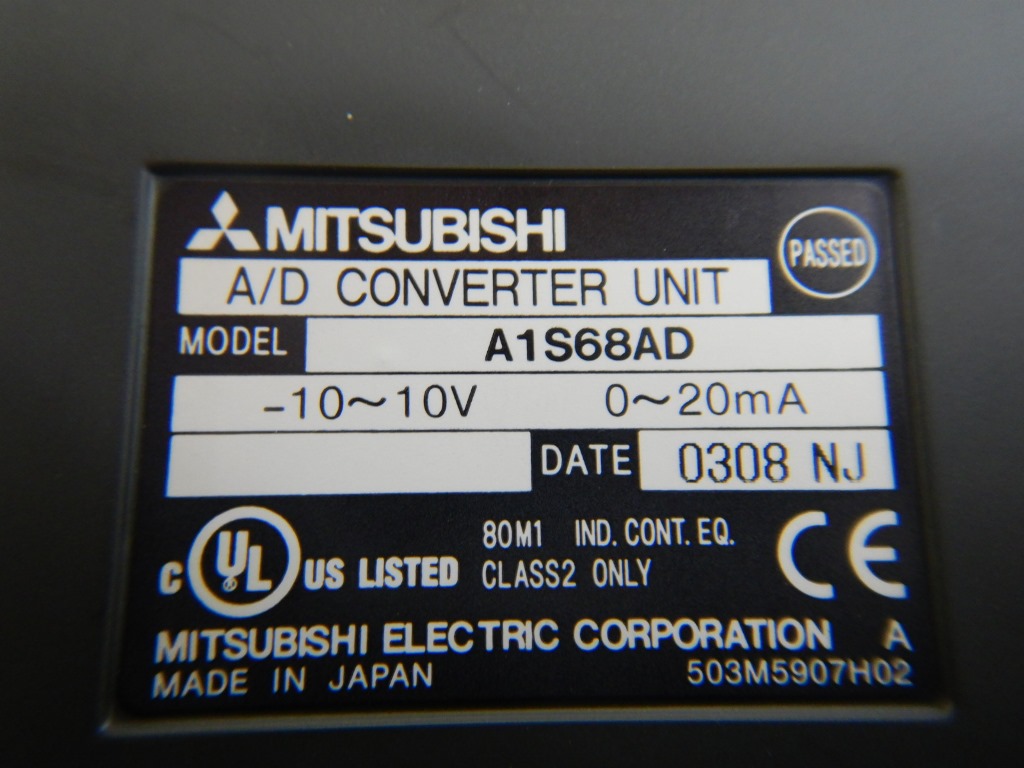 MITSUBISHI
PASSED
A/D CONVERTER UNIT
MODEL A1S68AD
-10~10V 0~20mA
DATE 0308 NJ
C UL US LISTED
80M1 IND. CONT. EQ.
CLASS2 ONLY
CE
MITSUBISHI ELECTRIC CORPORATION A
MADE IN JAPAN 503M5907H02